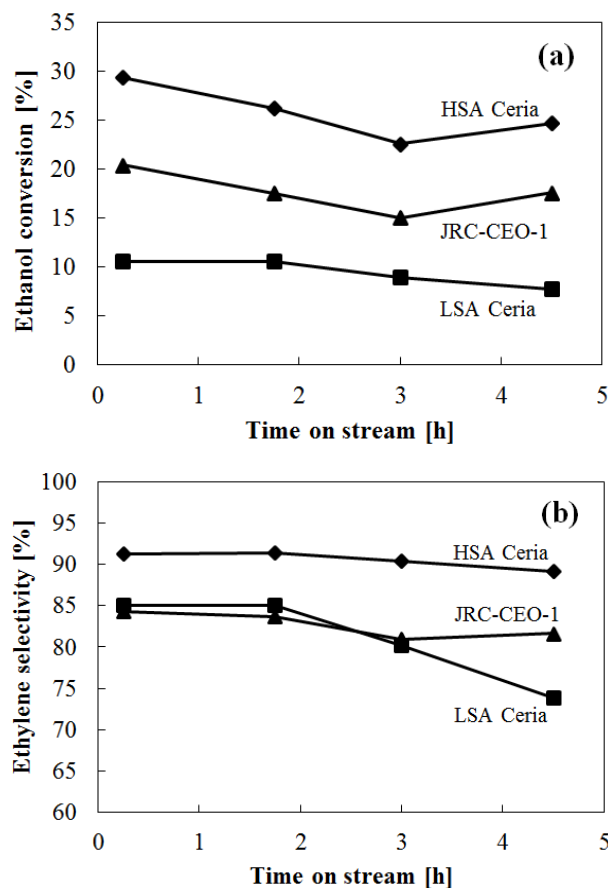 35
(a)
30
HSA Ceria
25
20
15
JRC-CEO-1
10
LSA Ceria
5
0
Ethanol conversion [%]
0 1 2 3 4 5
Time on stream [h]
100
(b)
95
HSA Ceria
90
85
JRC-CEO-1
80
75
LSA Ceria
70
65
60
Ethylene selectivity [%]
0 1 2 3 4 5
Time on stream [h]